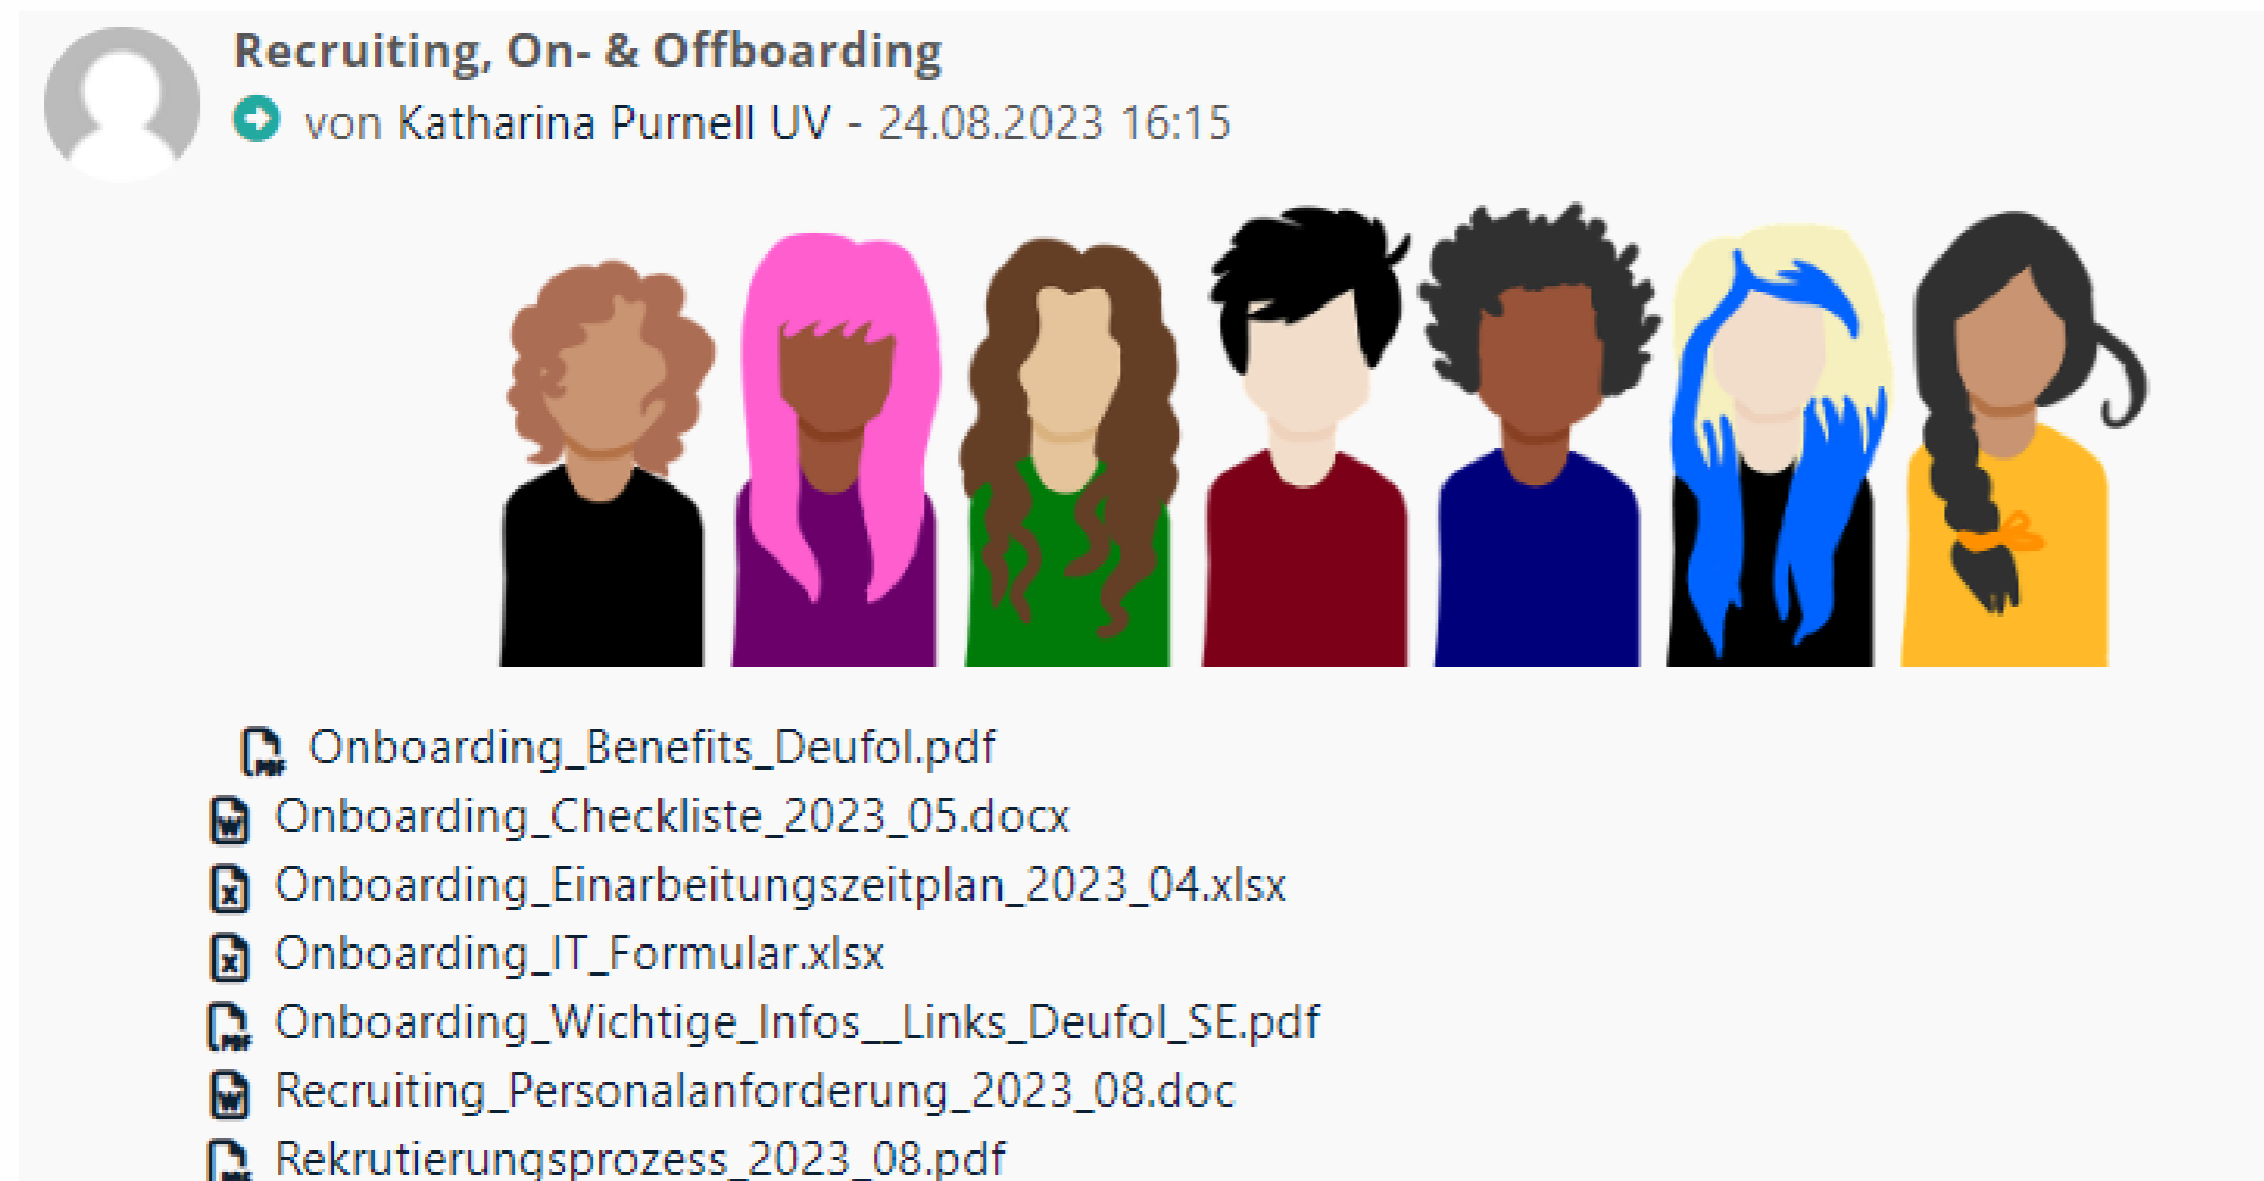 Recruiting, On- & Offboarding
von Katharina Purnell UV - 24.08.2023 16:15
Onboarding_Benefits_Deufol.pdf
Onboarding_Checkliste_2023_05.docx
Onboarding_Einarbeitungszeitplan_2023_04.xlsx
Onboarding_IT_Formular.xlsx
Onboarding_Wichtige_Infos__Links_Deufol_SE.pdf
Recruiting_Personalanforderung_2023_08.doc
Rekrutierungsprozess_2023_08.pdf